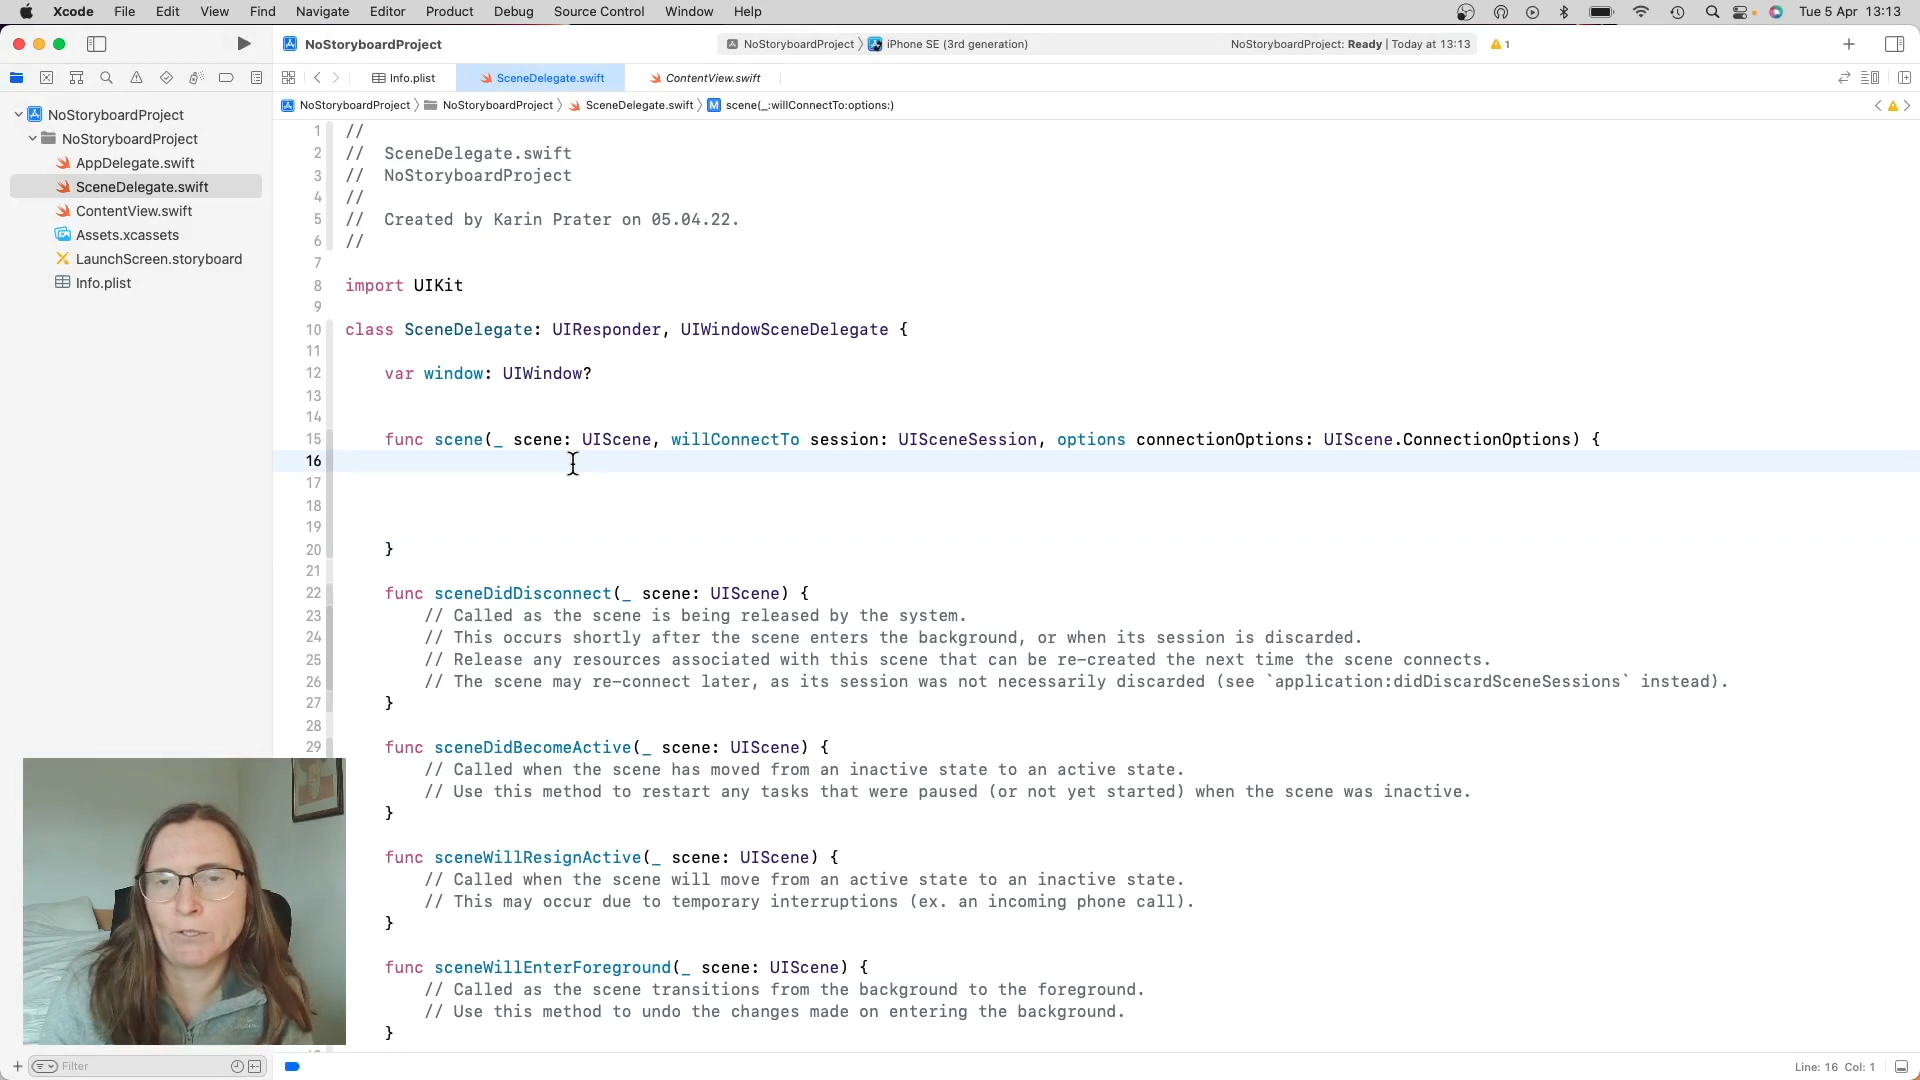 Xcode File Edit View Find Navigate Editor Product Debug Source Control Window Help Tue 5 Apr 13:13
NoStoryboardProject NoStoryboardProject iPhone SE (3rd generation) NoStoryboardProject: Ready | Today at 13:13 1
Info.plist SceneDelegate.swift ContentView.swift
NoStoryboardProject NoStoryboardProject SceneDelegate.swift M scene(_:willConnectTo:options:)
NoStoryboardProject
NoStoryboardProject
AppDelegate.swift
SceneDelegate.swift
ContentView.swift
Assets.xcassets
LaunchScreen.storyboard
Info.plist
1 //
2 // SceneDelegate.swift
3 // NoStoryboardProject
4 //
5 // Created by Karin Prater on 05.04.22.
6 //
7
8 import UIKit
9
10 class SceneDelegate: UIResponder, UIWindowSceneDelegate {
11
12 var window: UIWindow?
13
14
15 func scene(_ scene: UIScene, willConnectTo session: UISceneSession, options connectionOptions: UIScene.ConnectionOptions) {
16
17
18
19
20 }
21
22 func sceneDidDisconnect(_ scene: UIScene) {
23 // Called as the scene is being released by the system.
24 // This occurs shortly after the scene enters the background, or when its session is discarded.
25 // Release any resources associated with this scene that can be re-created the next time the scene connects.
26 // The scene may re-connect later, as its session was not necessarily discarded (see `application:didDiscardSceneSessions` instead).
27 }
28
29 func sceneDidBecomeActive(_ scene: UIScene) {
// Called when the scene has moved from an inactive state to an active state.
// Use this method to restart any tasks that were paused (or not yet started) when the scene was inactive.
}
func sceneWillResignActive(_ scene: UIScene) {
// Called when the scene will move from an active state to an inactive state.
// This may occur due to temporary interruptions (ex. an incoming phone call).
}
func sceneWillEnterForeground(_ scene: UIScene) {
// Called as the scene transitions from the background to the foreground.
// Use this method to undo the changes made on entering the background.
}
Filter
Line: 16 Col: 1